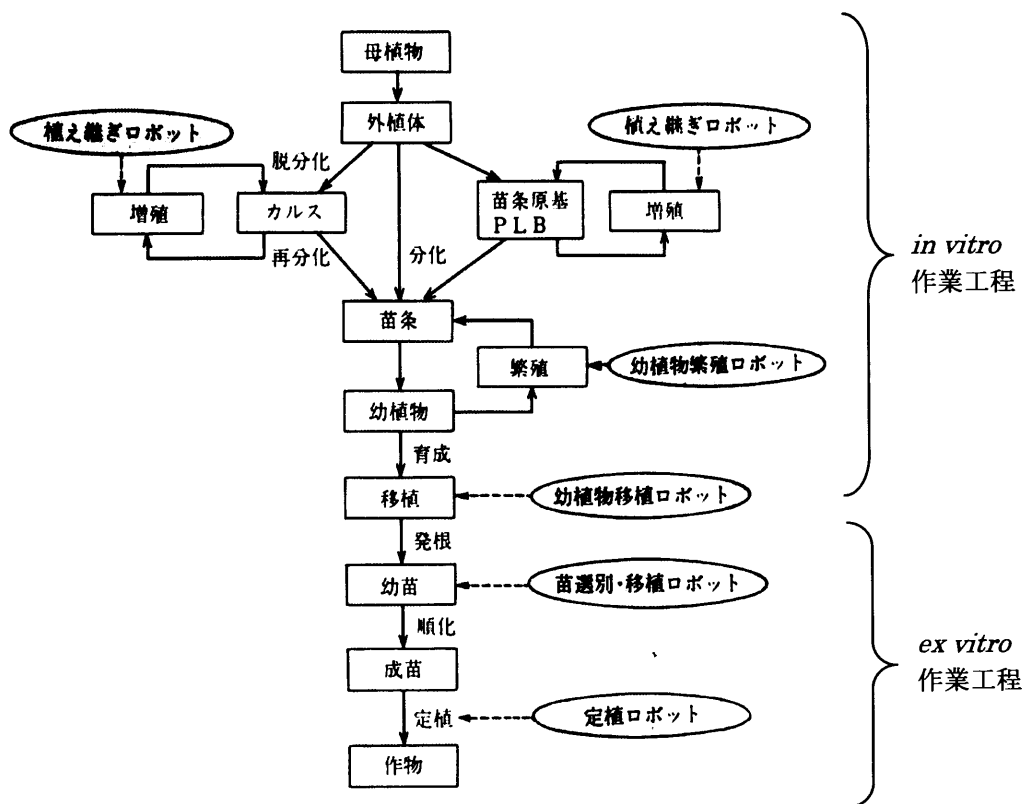 母植物
外植体
植え継ぎロボット
植え継ぎロボット
脱分化
増殖
カルス
苗条原基
PLB
増殖
再分化
分化
in vitro
作業工程
苗条
繁殖
幼植物繁殖ロボット
幼植物
育成
移植
幼植物移植ロボット
発根
幼苗
苗選別・移植ロボット
順化
ex vitro
作業工程
成苗
定植
定植ロボット
作物